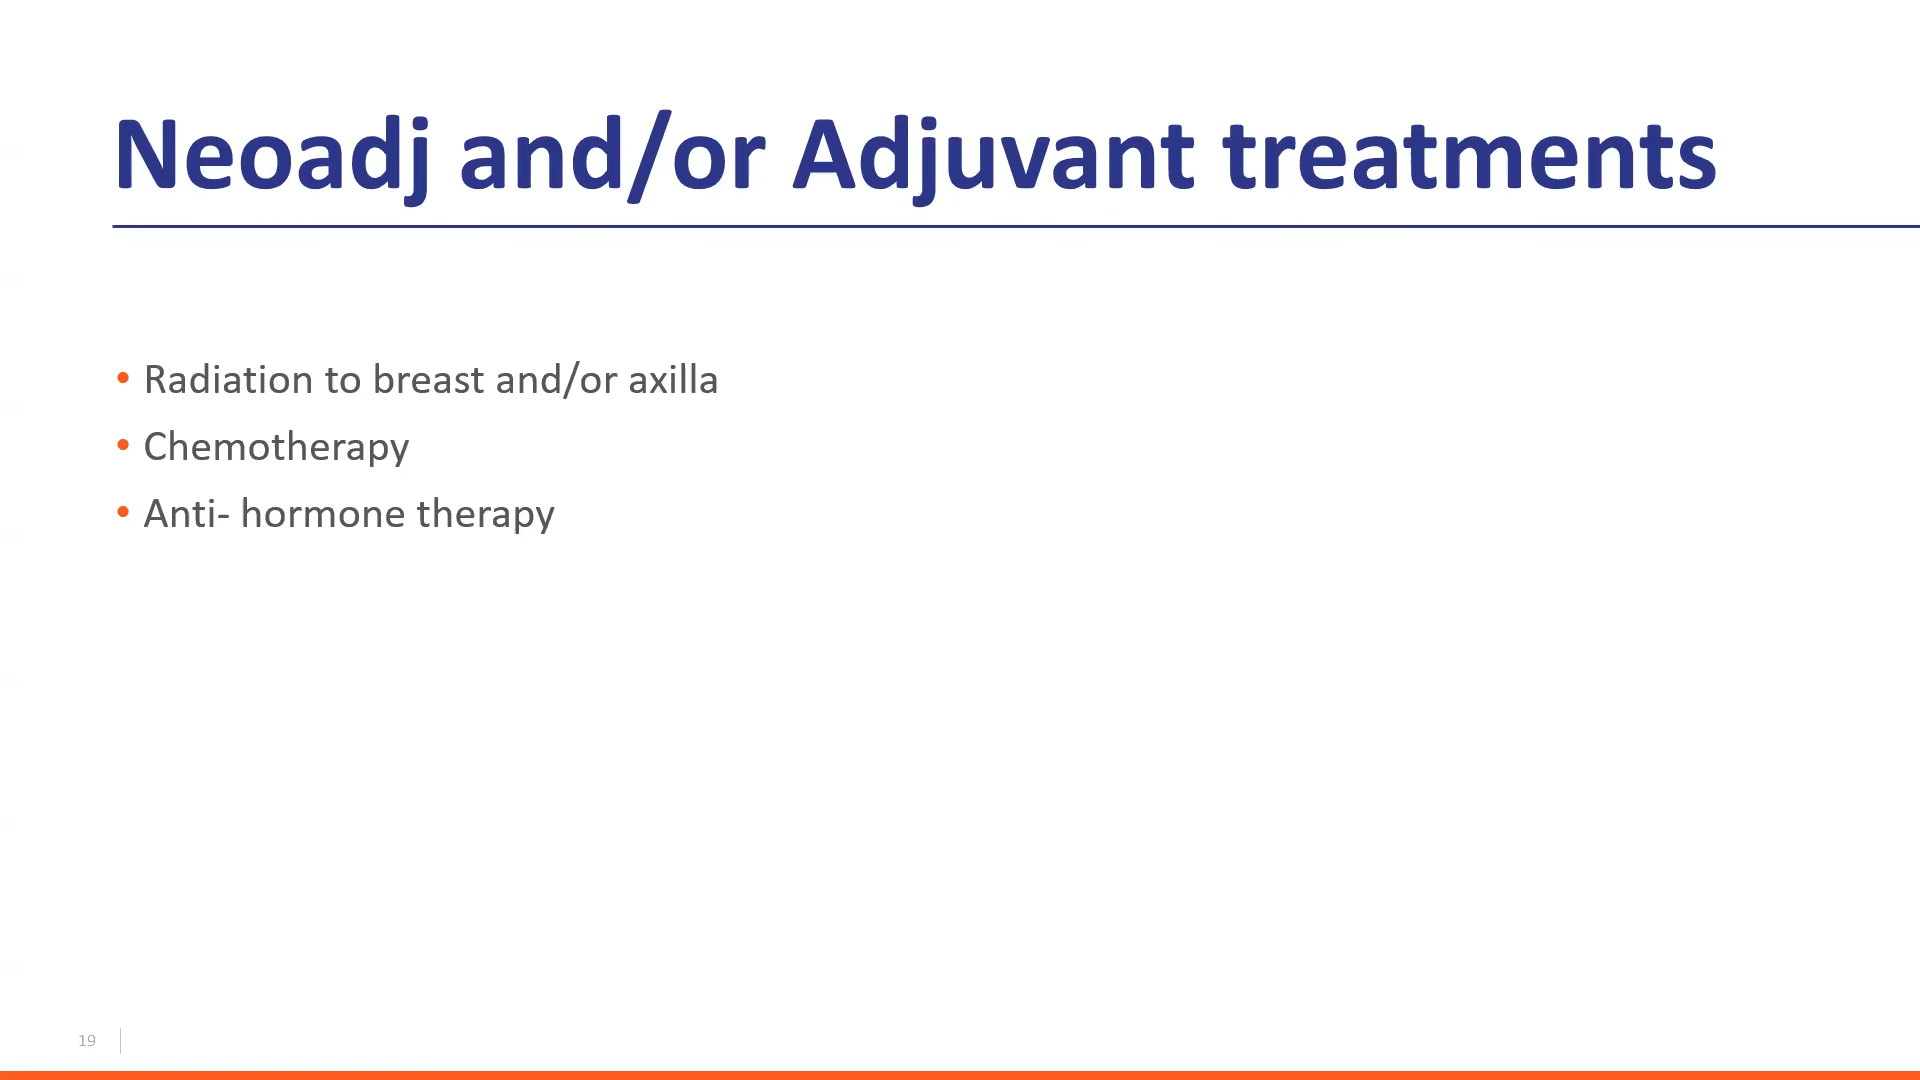 Neoadj and/or Adjuvant treatments
• Radiation to breast and/or axilla
• Chemotherapy
• Anti- hormone therapy
19